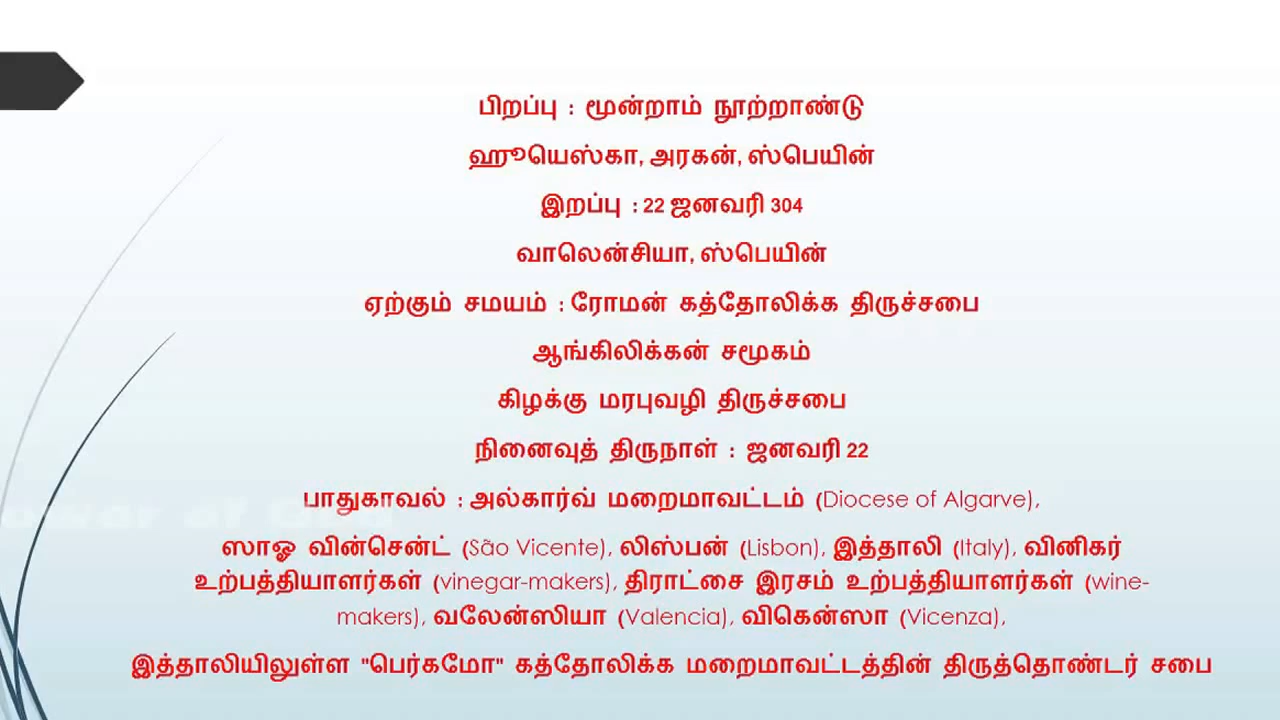 பிறப்பு : மூன்றாம் நூற்றாண்டு
ஹூயெஸ்கா, அரகன், ஸ்பெயின்
இறப்பு : 22 ஜனவரி 304
வாலென்சியா, ஸ்பெயின்
ஏற்கும் சமயம் : ரோமன் கத்தோலிக்க திருச்சபை
ஆங்கிலிக்கன் சமூகம்
கிழக்கு மரபுவழி திருச்சபை
நினைவுத் திருநாள் : ஜனவரி 22
பாதுகாவல் : அல்கார்வ் மறைமாவட்டம் (Diocese of Algarve),
ஸாஓ வின்சென்ட் (São Vicente), லிஸ்பன் (Lisbon), இத்தாலி (Italy), வினிகர்
உற்பத்தியாளர்கள் (vinegar-makers), திராட்சை இரசம் உற்பத்தியாளர்கள் (wine-
makers), வலேன்ஸியா (Valencia), விகென்ஸா (Vicenza),
இத்தாலியிலுள்ள "பெர்கமோ" கத்தோலிக்க மறைமாவட்டத்தின் திருத்தொண்டர் சபை